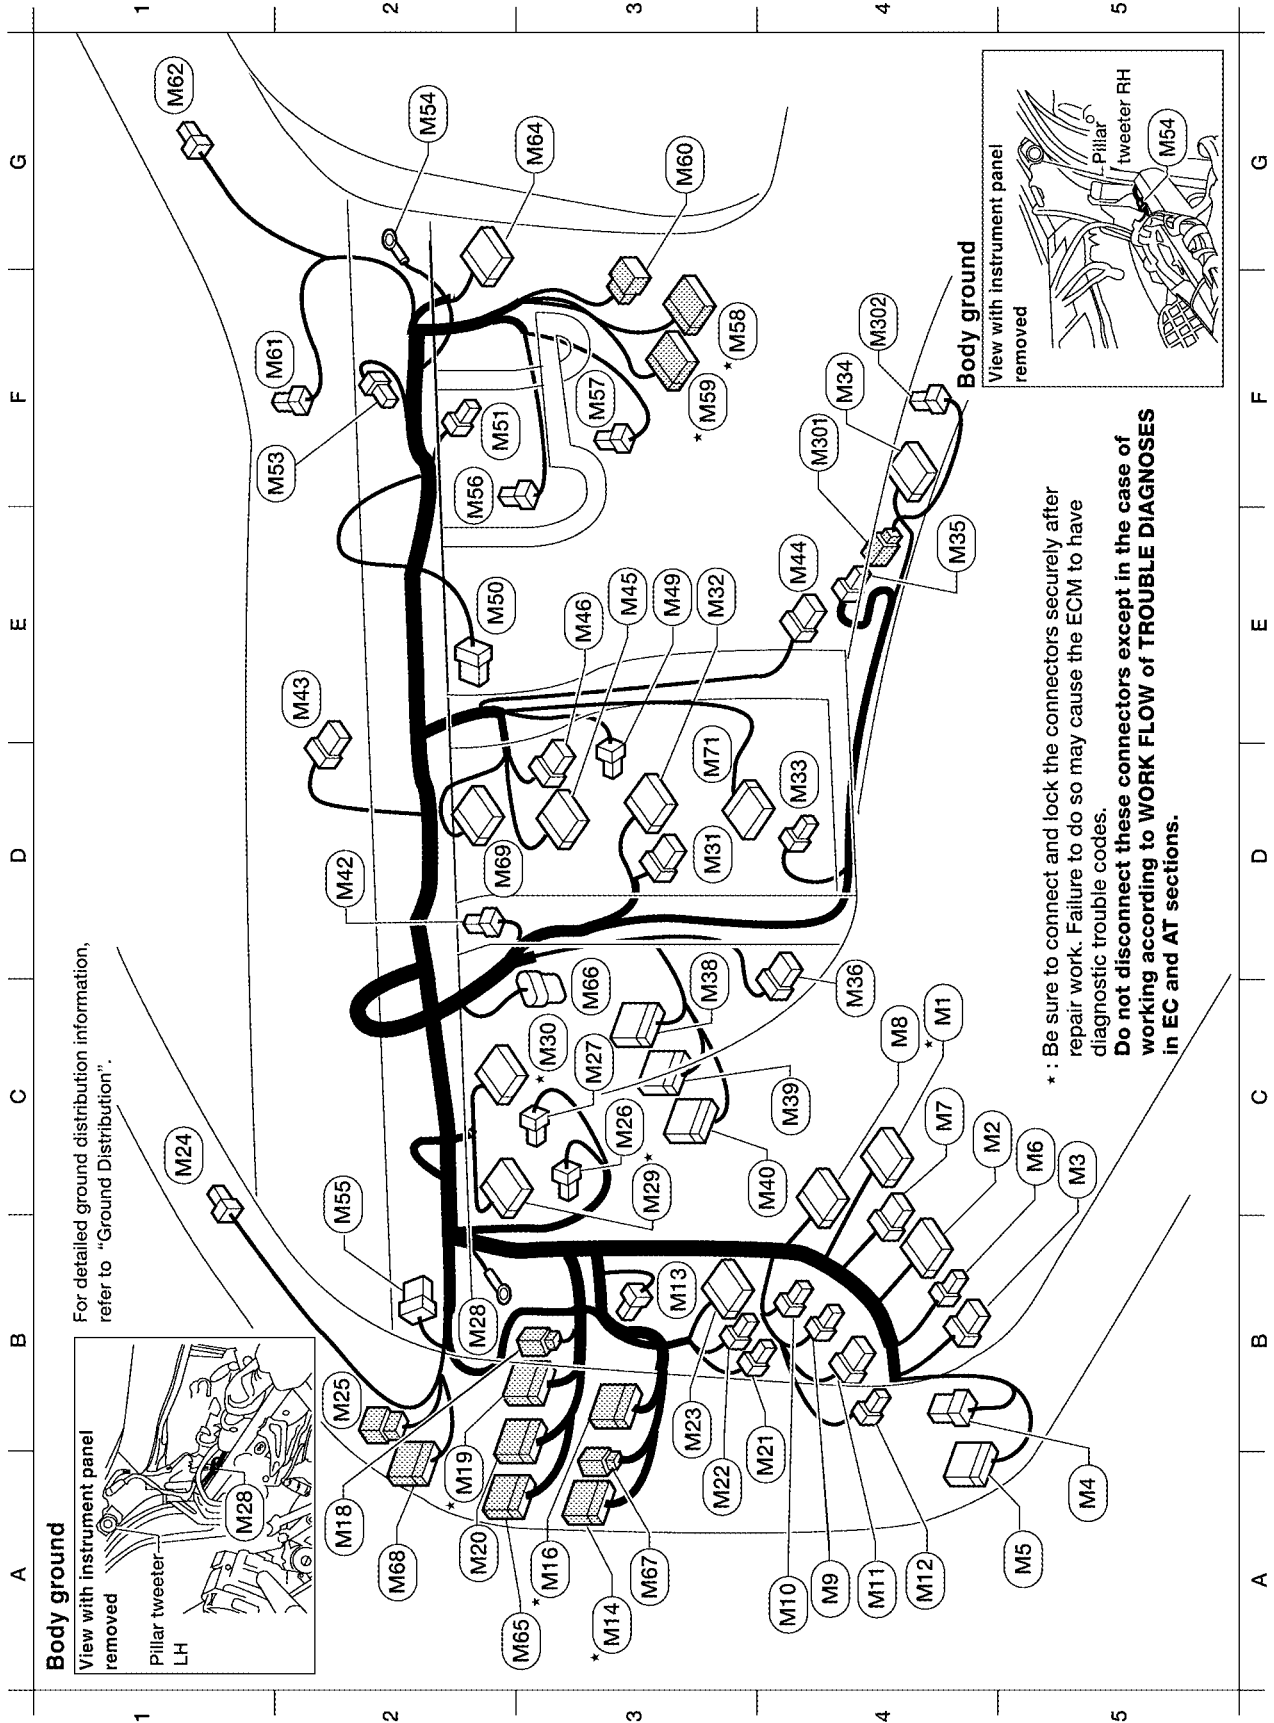 Body ground
View with instrument panel
removed
Pillar tweeter
LH
M28
For detailed ground distribution information,
refer to "Ground Distribution".
A
B
C
D
E
F
G
1
2
3
4
5
M24
M55
M25
M18
M68
M42
M43
M53
M61
M62
M54
M64
M60
★ M58
★ M59
M57
M51
M56
M50
M46
M45
M49
M32
M44
M71
M33
M31
M69
M66
★ M30
M27
M26
★ M29
M38
M39
M40
M36
M28
M13
★ M19
M20
M65
★ M16
★ M14
M67
M23
M22
M21
M10
M9
M11
M12
M8
★ M1
M7
M2
M6
M3
M4
M5
M301
M34
M302
M35
Body ground
View with instrument panel
removed
Pillar
tweeter RH
M54
★ : Be sure to connect and lock the connectors securely after
repair work. Failure to do so may cause the ECM to have
diagnostic trouble codes.
Do not disconnect these connectors except in the case of
working according to WORK FLOW of TROUBLE DIAGNOSES
in EC and AT sections.
A
B
C
D
E
F
G
1
2
3
4
5